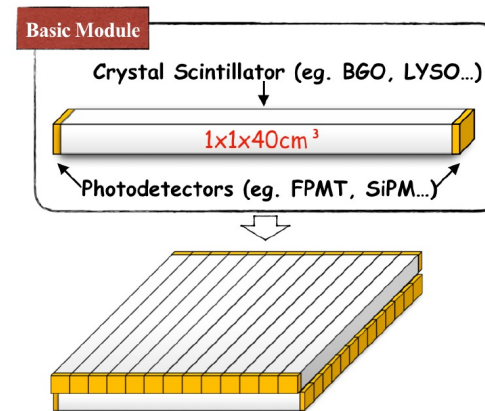 Basic Module
Crystal Scintillator (eg. BGO, LYSO...)
1x1x40cm³
Photodetectors (eg. FPMT, SiPM...)